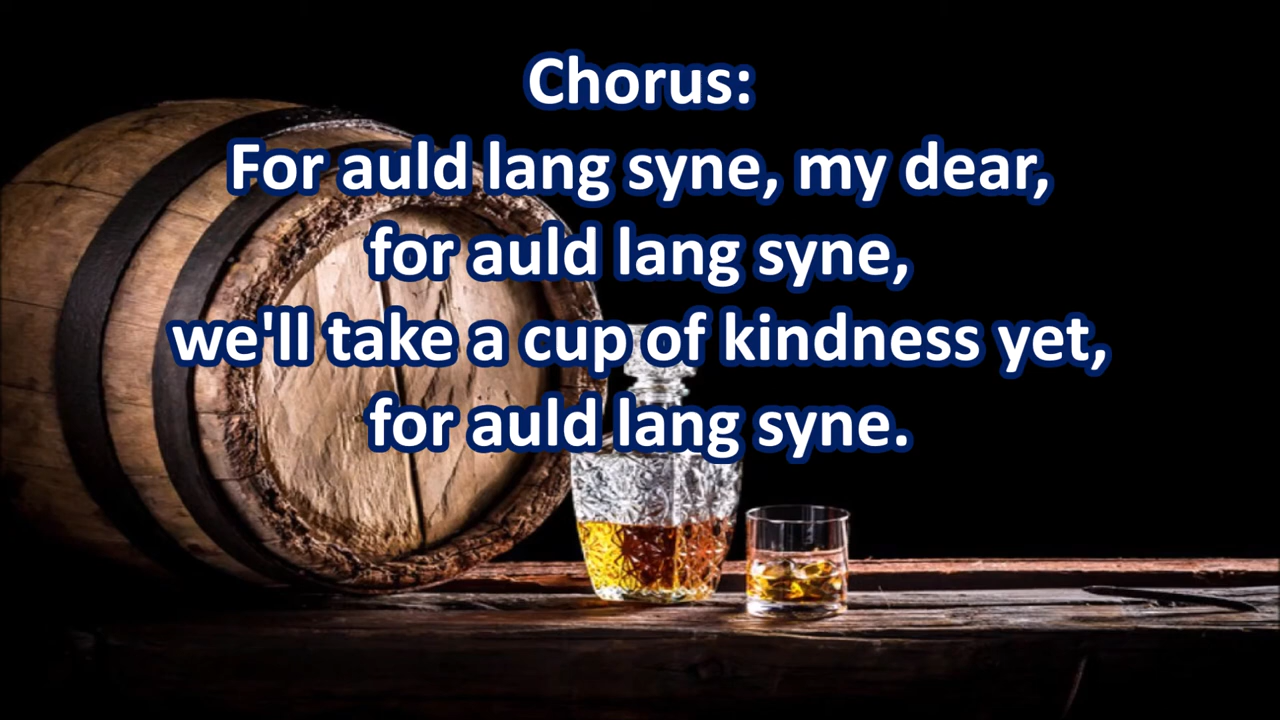 Chorus:
For auld lang syne, my dear,
for auld lang syne,
we'll take a cup of kindness yet,
for auld lang syne.